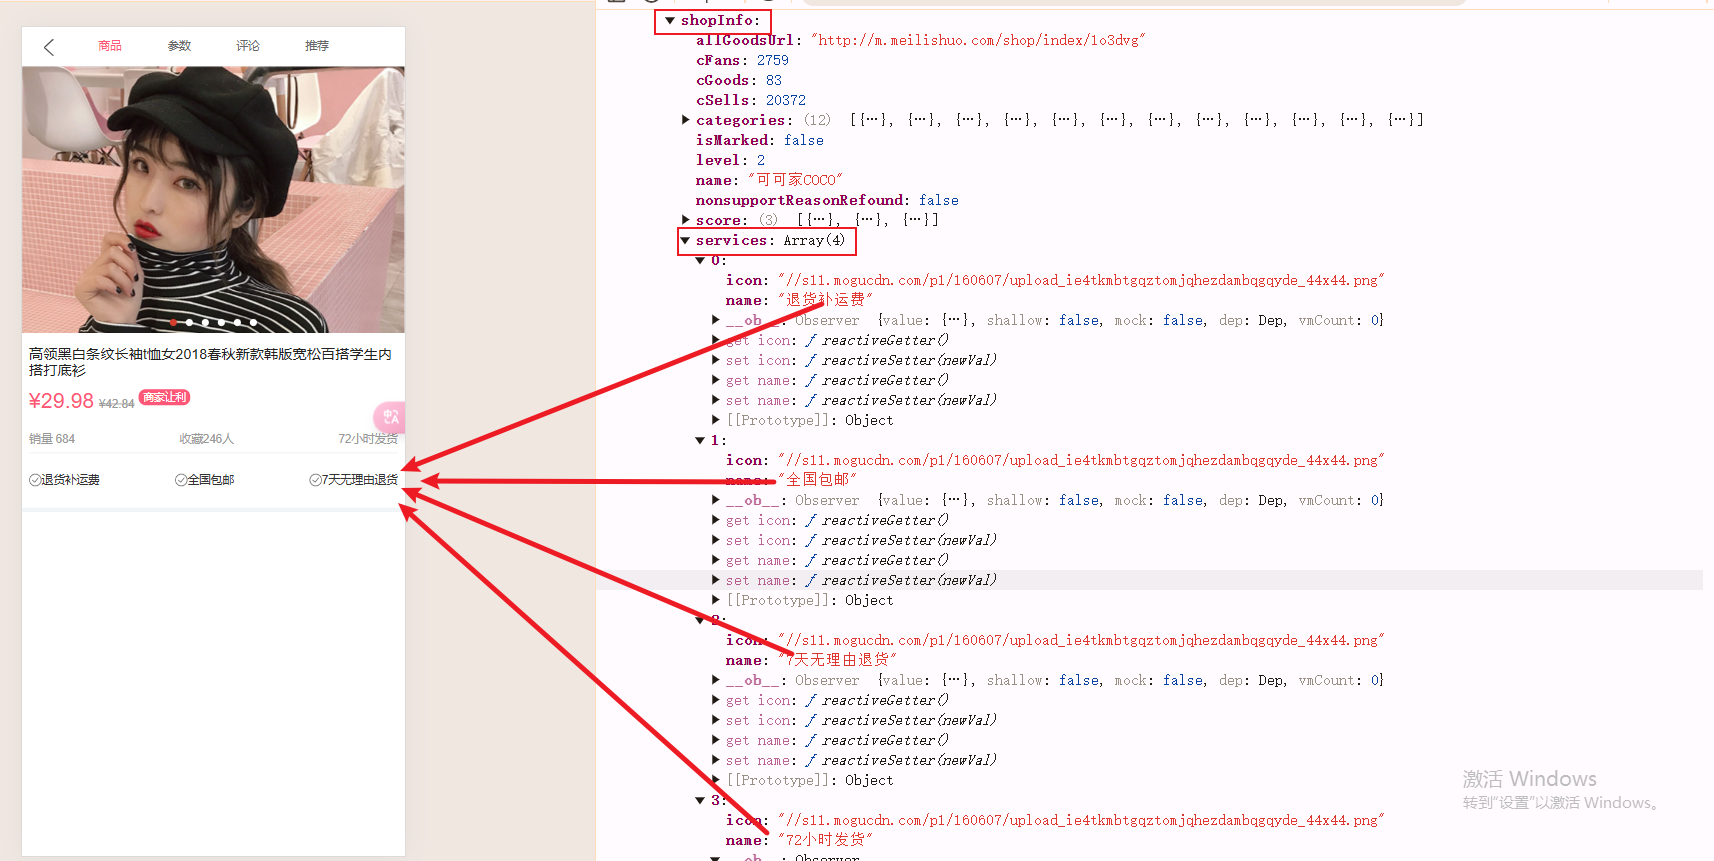 商品 参数 评论 推荐
高领黑白条纹长袖t恤女2018春秋新款韩版宽松百搭学生内
搭打底衫
¥29.98 ¥42.84 商家让利
销量 684 收藏246人 72小时发货
退货补运费 全国包邮 7天无理由退货
shopInfo:
allGoodsUrl: "http://m.meilishuo.com/shop/index/1o3dvg"
cFans: 2759
cGoods: 83
cSells: 20372
categories: (12) [{…}, {…}, {…}, {…}, {…}, {…}, {…}, {…}, {…}, {…}, {…}, {…}]
isMarked: false
level: 2
name: "可可家COCO"
nonsupportReasonRefound: false
score: (3) [{…}, {…}, {…}]
services: Array(4)
0:
icon: "//s11.mogucdn.com/p1/160607/upload_ie4tkmbtgqztomjqhezdambqgqyde_44x44.png"
name: "退货补运费"
__ob__: Observer {value: {…}, shallow: false, mock: false, dep: Dep, vmCount: 0}
get icon: ƒ reactiveGetter()
set icon: ƒ reactiveSetter(newVal)
get name: ƒ reactiveGetter()
set name: ƒ reactiveSetter(newVal)
[[Prototype]]: Object
1:
icon: "//s11.mogucdn.com/p1/160607/upload_ie4tkmbtgqztomjqhezdambqgqyde_44x44.png"
name: "全国包邮"
__ob__: Observer {value: {…}, shallow: false, mock: false, dep: Dep, vmCount: 0}
get icon: ƒ reactiveGetter()
set icon: ƒ reactiveSetter(newVal)
get name: ƒ reactiveGetter()
set name: ƒ reactiveSetter(newVal)
[[Prototype]]: Object
2:
icon: "//s11.mogucdn.com/p1/160607/upload_ie4tkmbtgqztomjqhezdambqgqyde_44x44.png"
name: "7天无理由退货"
__ob__: Observer {value: {…}, shallow: false, mock: false, dep: Dep, vmCount: 0}
get icon: ƒ reactiveGetter()
set icon: ƒ reactiveSetter(newVal)
get name: ƒ reactiveGetter()
set name: ƒ reactiveSetter(newVal)
[[Prototype]]: Object
3:
icon: "//s11.mogucdn.com/p1/160607/upload_ie4tkmbtgqztomjqhezdambqgqyde_44x44.png"
name: "72小时发货"
__ob__: Observer
激活 Windows
转到"设置"以激活 Windows。